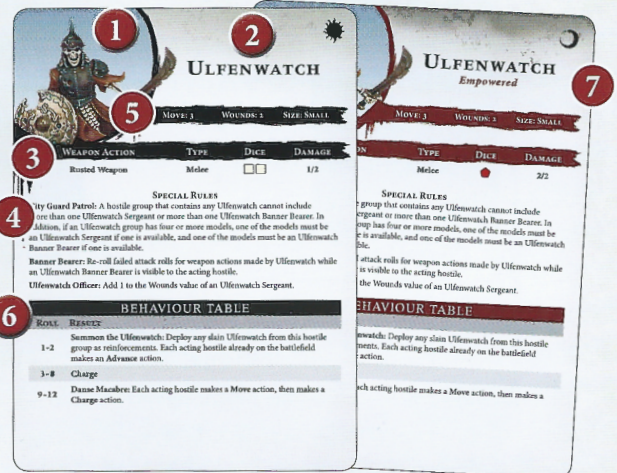 1
2
ULFENWATCH
5
MOVE: 3 WOUNDS: 2 SIZE: SMALL
3
WEAPON ACTION TYPE DICE DAMAGE
Rusted Weapon Melee 1/2
SPECIAL RULES
4
City Guard Patrol: A hostile group that contains any Ulfenwatch cannot include
more than one Ulfenwatch Sergeant or more than one Ulfenwatch Banner Bearer. In
addition, if an Ulfenwatch group has four or more models, one of the models must be
an Ulfenwatch Sergeant if one is available, and one of the models must be an Ulfenwatch
Banner Bearer if one is available.
Banner Bearer: Re-roll failed attack rolls for weapon actions made by Ulfenwatch while
an Ulfenwatch Banner Bearer is visible to the acting hostile.
Ulfenwatch Officer: Add 1 to the Wounds value of an Ulfenwatch Sergeant.
6
BEHAVIOUR TABLE
ROLL RESULT
1-2 Summon the Ulfenwatch: Deploy any slain Ulfenwatch from this hostile
group as reinforcements. Each acting hostile already on the battlefield
makes an Advance action.
3-8 Charge
9-12 Danse Macabre: Each acting hostile makes a Move action, then makes a
Charge action.
ULFENWATCH
Empowered
7
MOVE: 3 WOUNDS: 2 SIZE: SMALL
ON TYPE DICE DAMAGE
Melee 2/2
SPECIAL RULES
group that contains any Ulfenwatch cannot include
ergeant or more than one Ulfenwatch Banner Bearer. In
oup has four or more models, one of the models must be
e is available, and one of the models must be an Ulfenwatch
ble.
attack rolls for weapon actions made by Ulfenwatch while
is visible to the acting hostile.
the Wounds value of an Ulfenwatch Sergeant.
EHAVIOUR TABLE
nwatch: Deploy any slain Ulfenwatch from this hostile
ments. Each acting hostile already on the battlefield
action.
ach acting hostile makes a Move action, then makes a